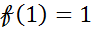 𝒻(1) = 1